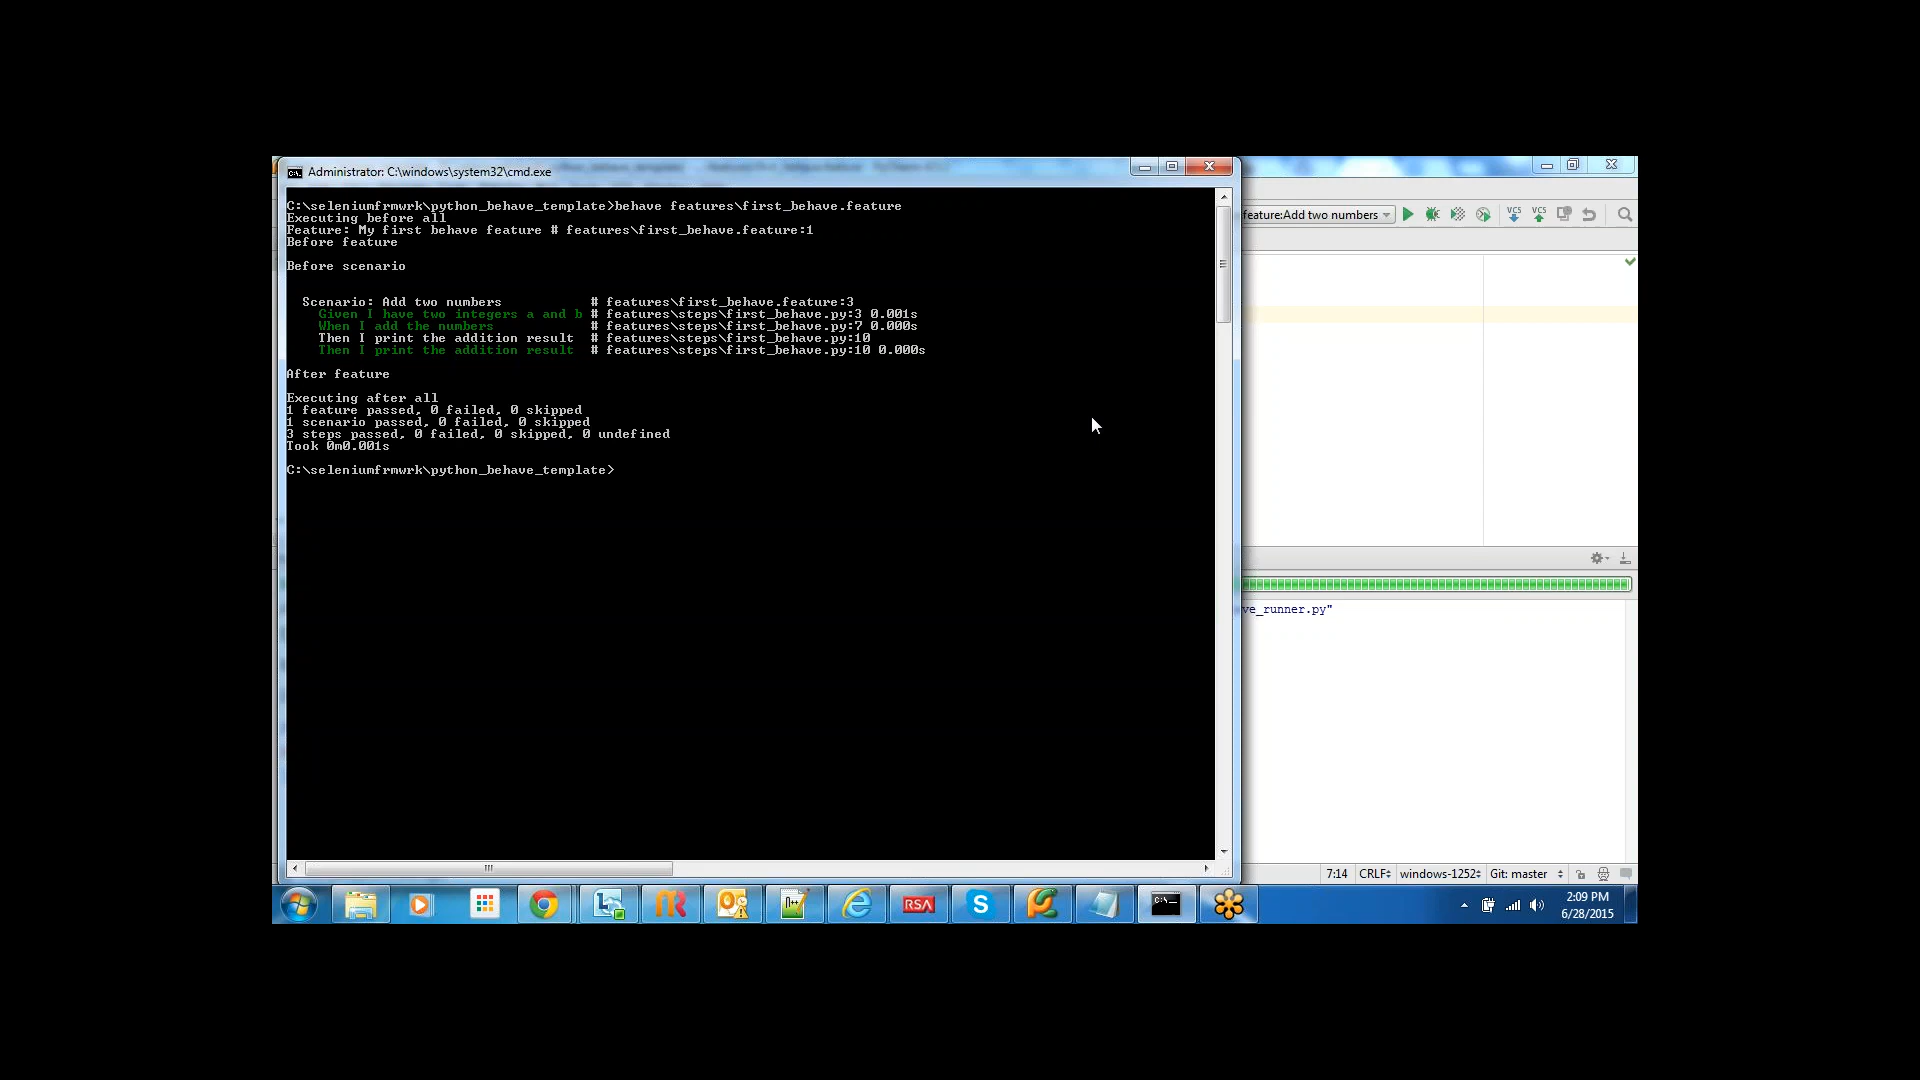 Administrator: C:\windows\system32\cmd.exe
C:\seleniumfrmwrk\python_behave_template>behave features\first_behave.feature
Executing before all
Feature: My first behave feature # features\first_behave.feature:1
Before feature
Before scenario
Scenario: Add two numbers # features\first_behave.feature:3
Given I have two integers a and b # features\steps\first_behave.py:3 0.001s
When I add the numbers # features\steps\first_behave.py:7 0.000s
Then I print the addition result # features\steps\first_behave.py:10
Then I print the addition result # features\steps\first_behave.py:10 0.000s
After feature
Executing after all
1 feature passed, 0 failed, 0 skipped
1 scenario passed, 0 failed, 0 skipped
3 steps passed, 0 failed, 0 skipped, 0 undefined
Took 0m0.001s
C:\seleniumfrmwrk\python_behave_template>
feature:Add two numbers
VCS
VCS
ve_runner.py"
7:14 CRLF windows-1252 Git: master
RSA
2:09 PM
6/28/2015